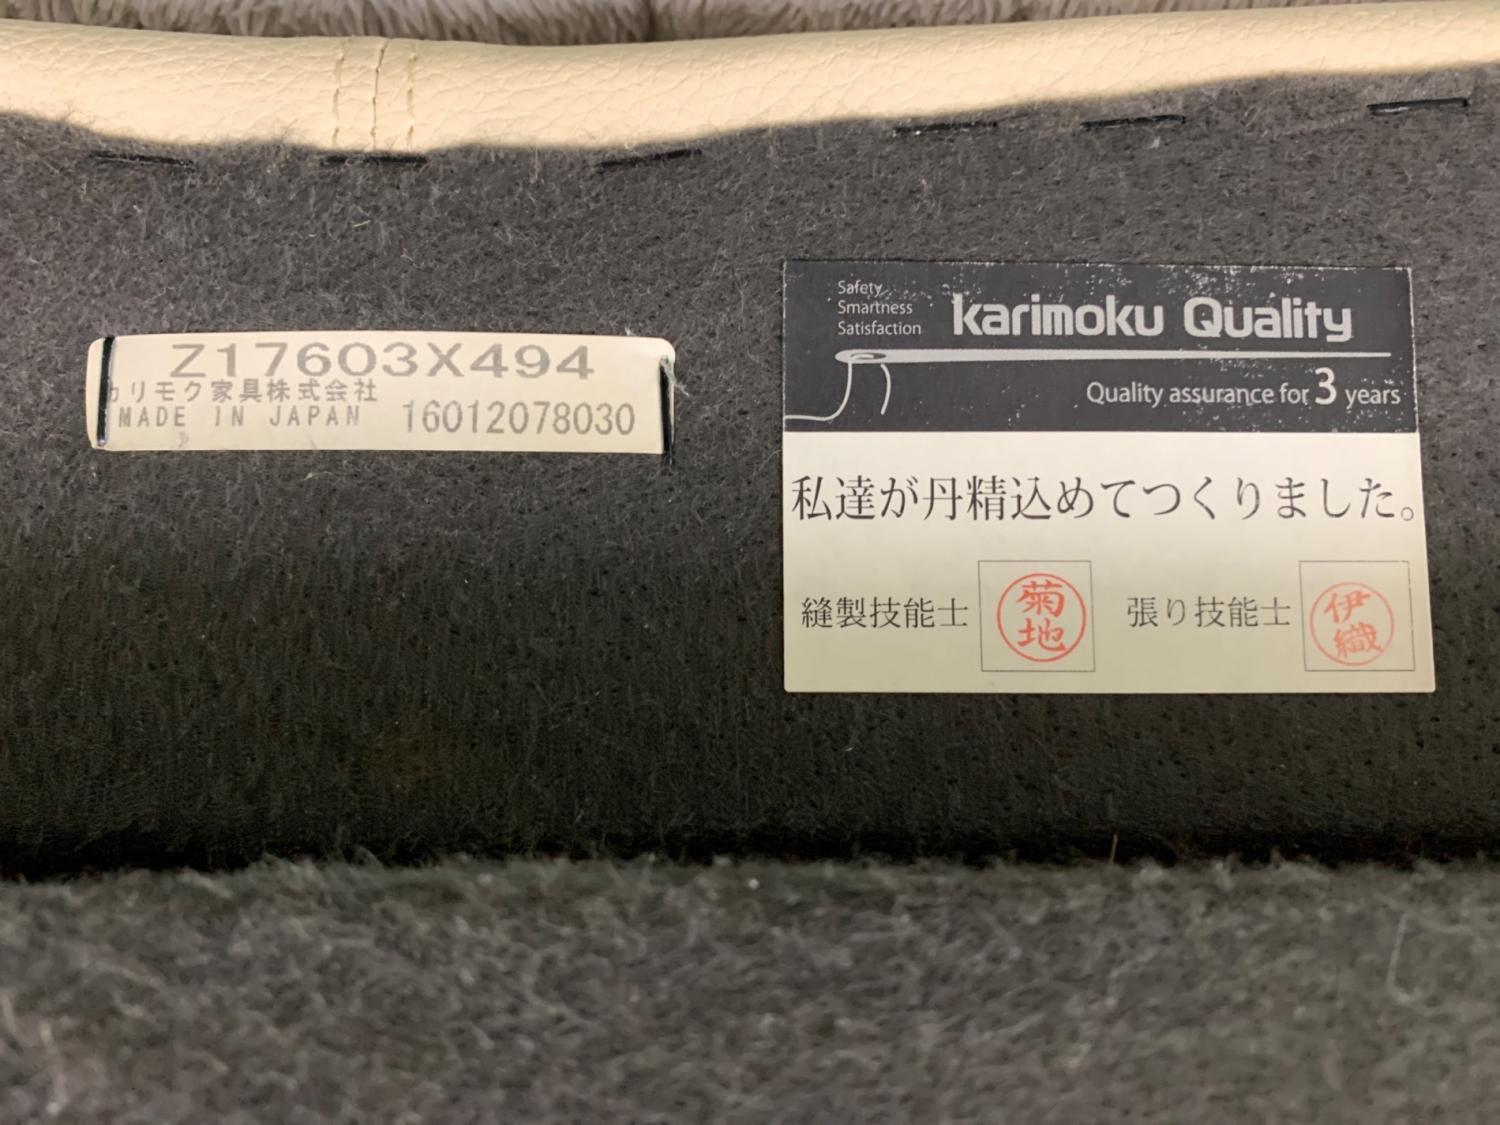 Z17603X494
カリモク家具株式会社
MADE IN JAPAN 16012078030
Safety
Smartness
Satisfaction
karimoku Quality
Quality assurance for 3 years
私達が丹精込めてつくりました。
縫製技能士 菊地 張り技能士 伊織